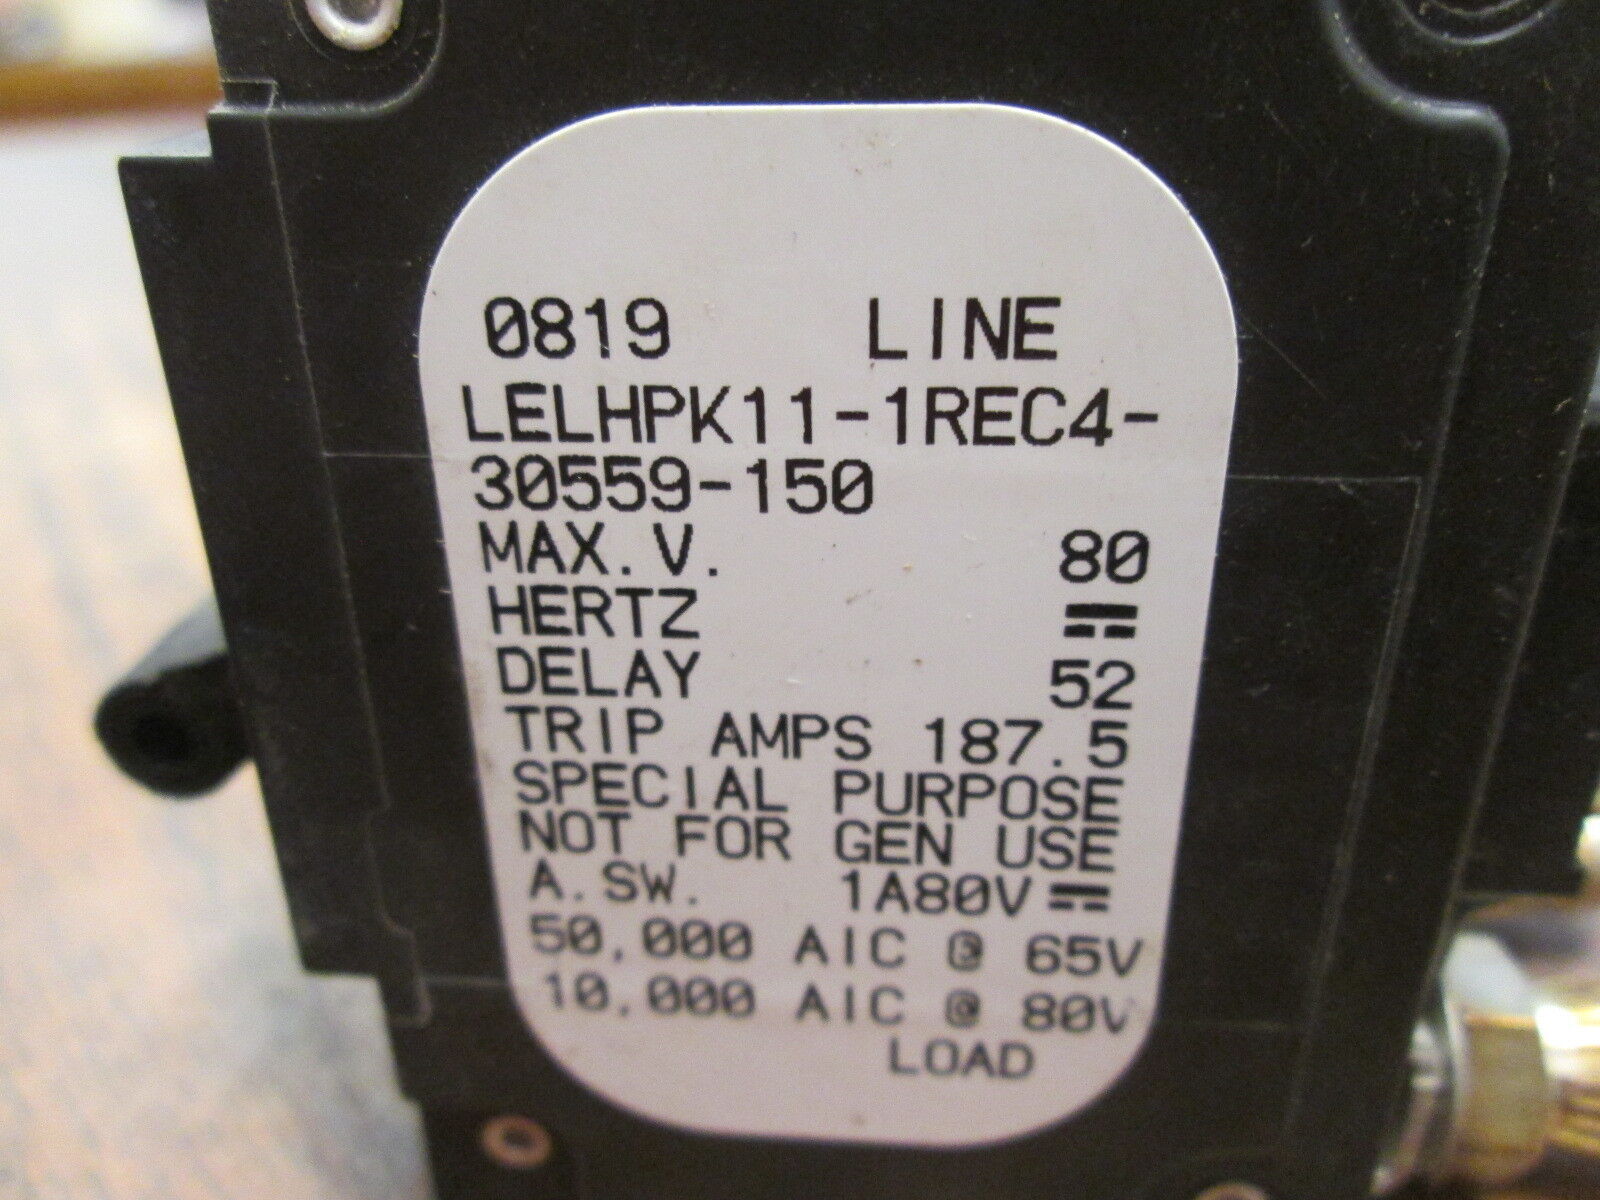 0819 LINE
LELHPK11-1REC4-
30559-150
MAX.V. 80
HERTZ ⎓
DELAY 52
TRIP AMPS 187.5
SPECIAL PURPOSE
NOT FOR GEN USE
A.SW. 1A80V⎓
50,000 AIC @ 65V
10,000 AIC @ 80V
LOAD